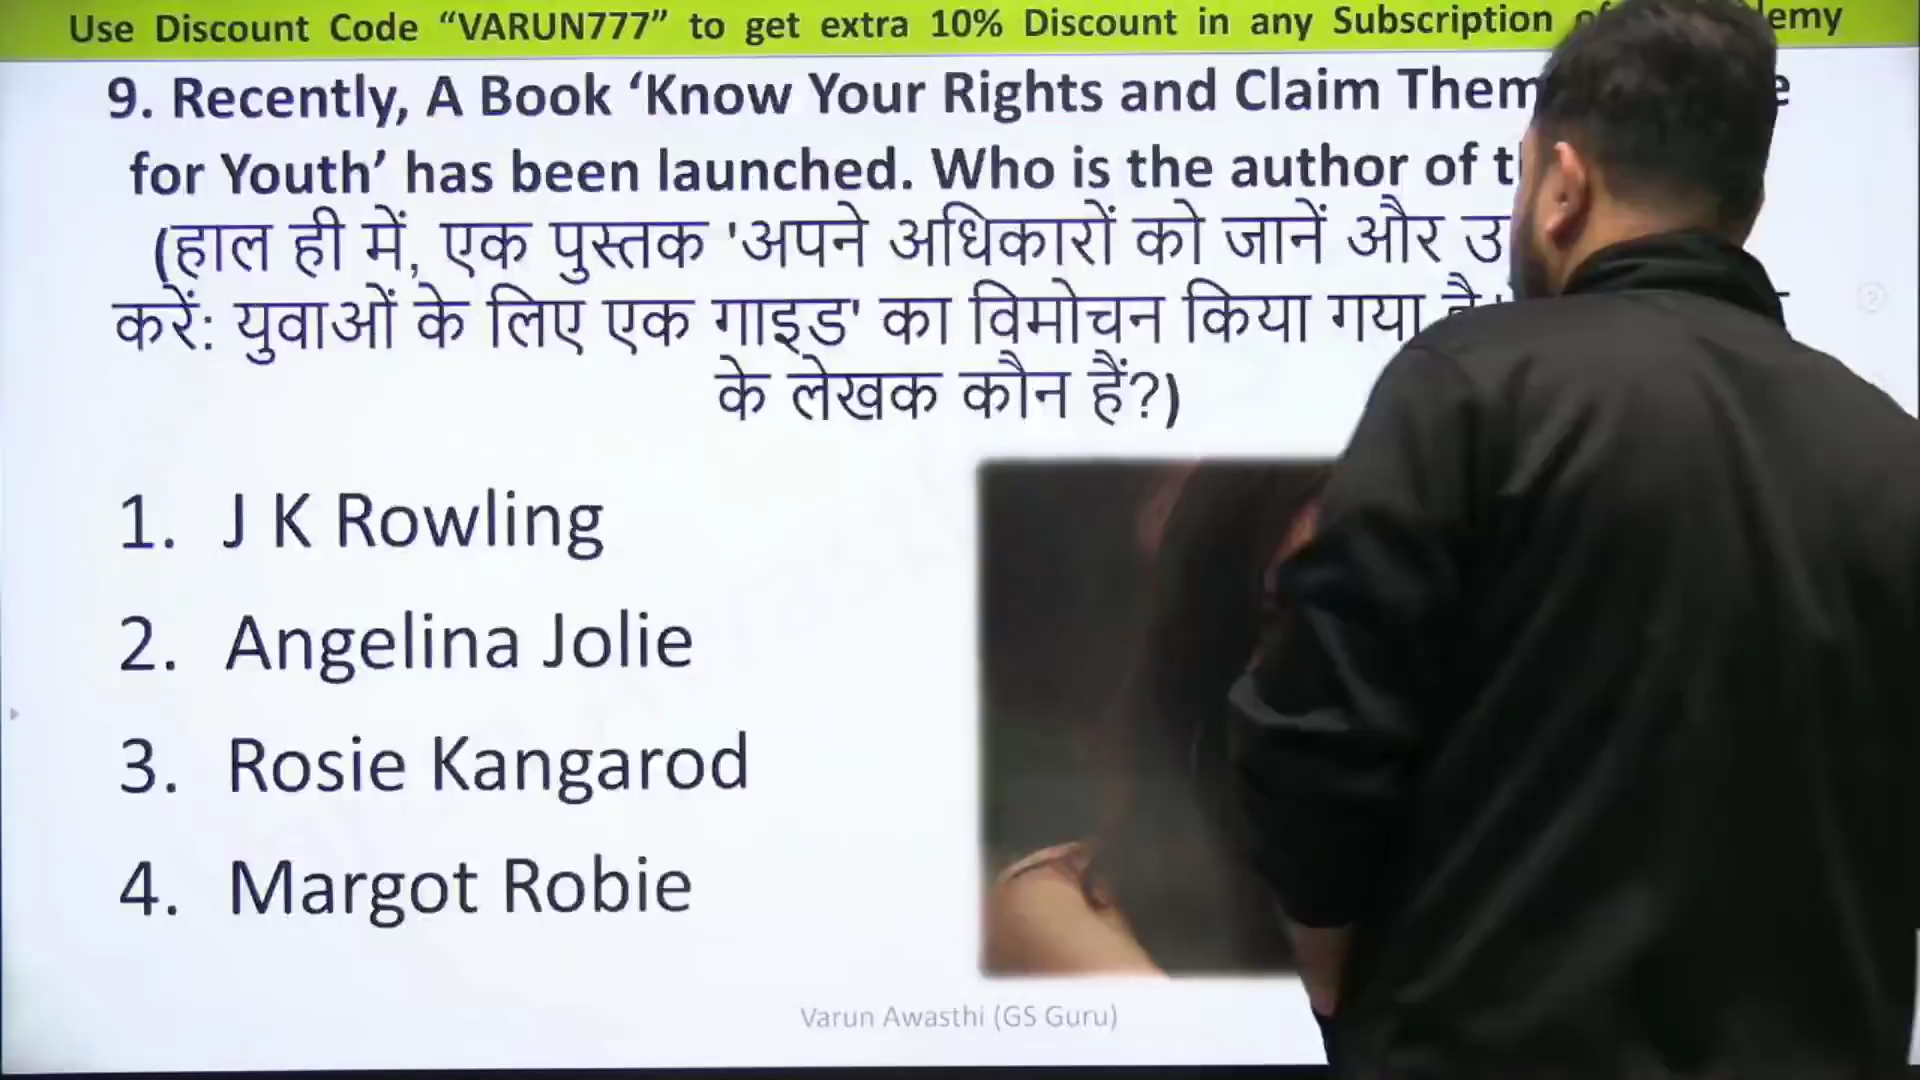 Use Discount Code “VARUN777” to get extra 10% Discount in any Subscription
9. Recently, A Book ‘Know Your Rights and Claim Them
for Youth’ has been launched. Who is the author of
(हाल ही में, एक पुस्तक 'अपने अधिकारों को जानें और
करें: युवाओं के लिए एक गाइड' का विमोचन किया गया है
के लेखक कौन हैं?)
1. J K Rowling
2. Angelina Jolie
3. Rosie Kangarod
4. Margot Robie
Varun Awasthi (GS Guru)